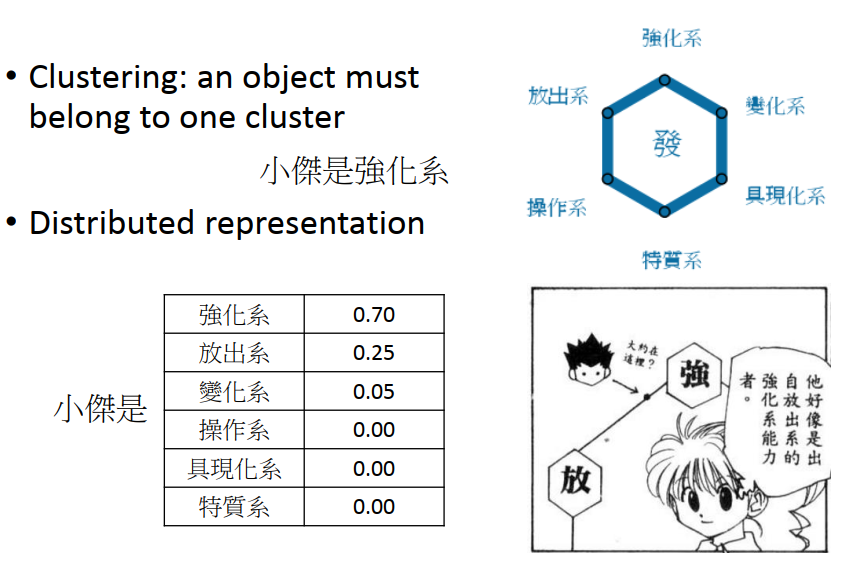 • Clustering: an object must
belong to one cluster
小傑是強化系
• Distributed representation
小傑是
強化系 0.70
放出系 0.25
變化系 0.05
操作系 0.00
具現化系 0.00
特質系 0.00
強化系
放出系
變化系
發
操作系
具現化系
特質系
大約在
這裡？
強
放
他好像是出
自放出系的
強化系能力
者。